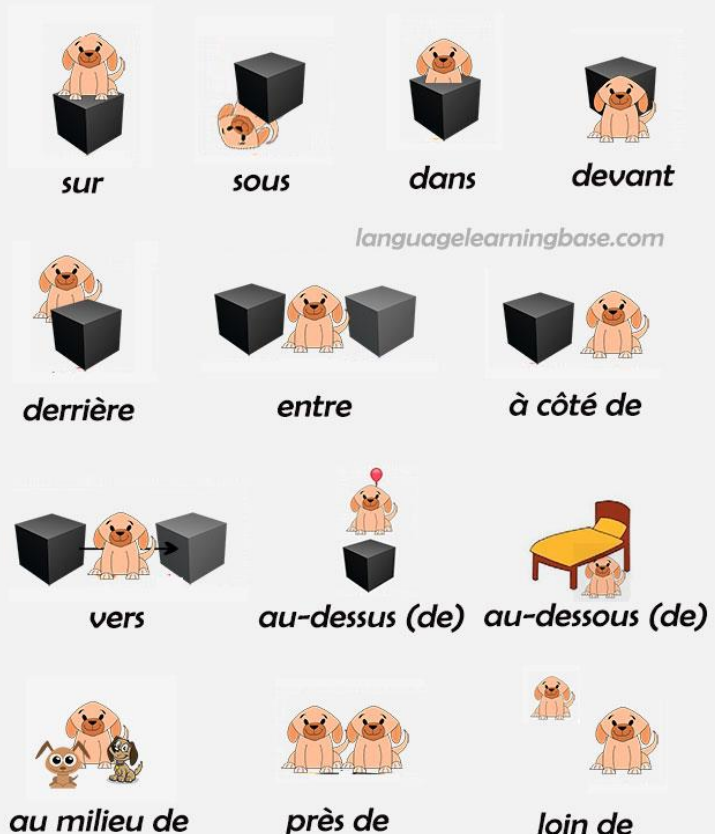 sur sous dans devant
languagelearningbase.com
derrière entre à côté de
vers au-dessus (de) au-dessous (de)
au milieu de près de loin de